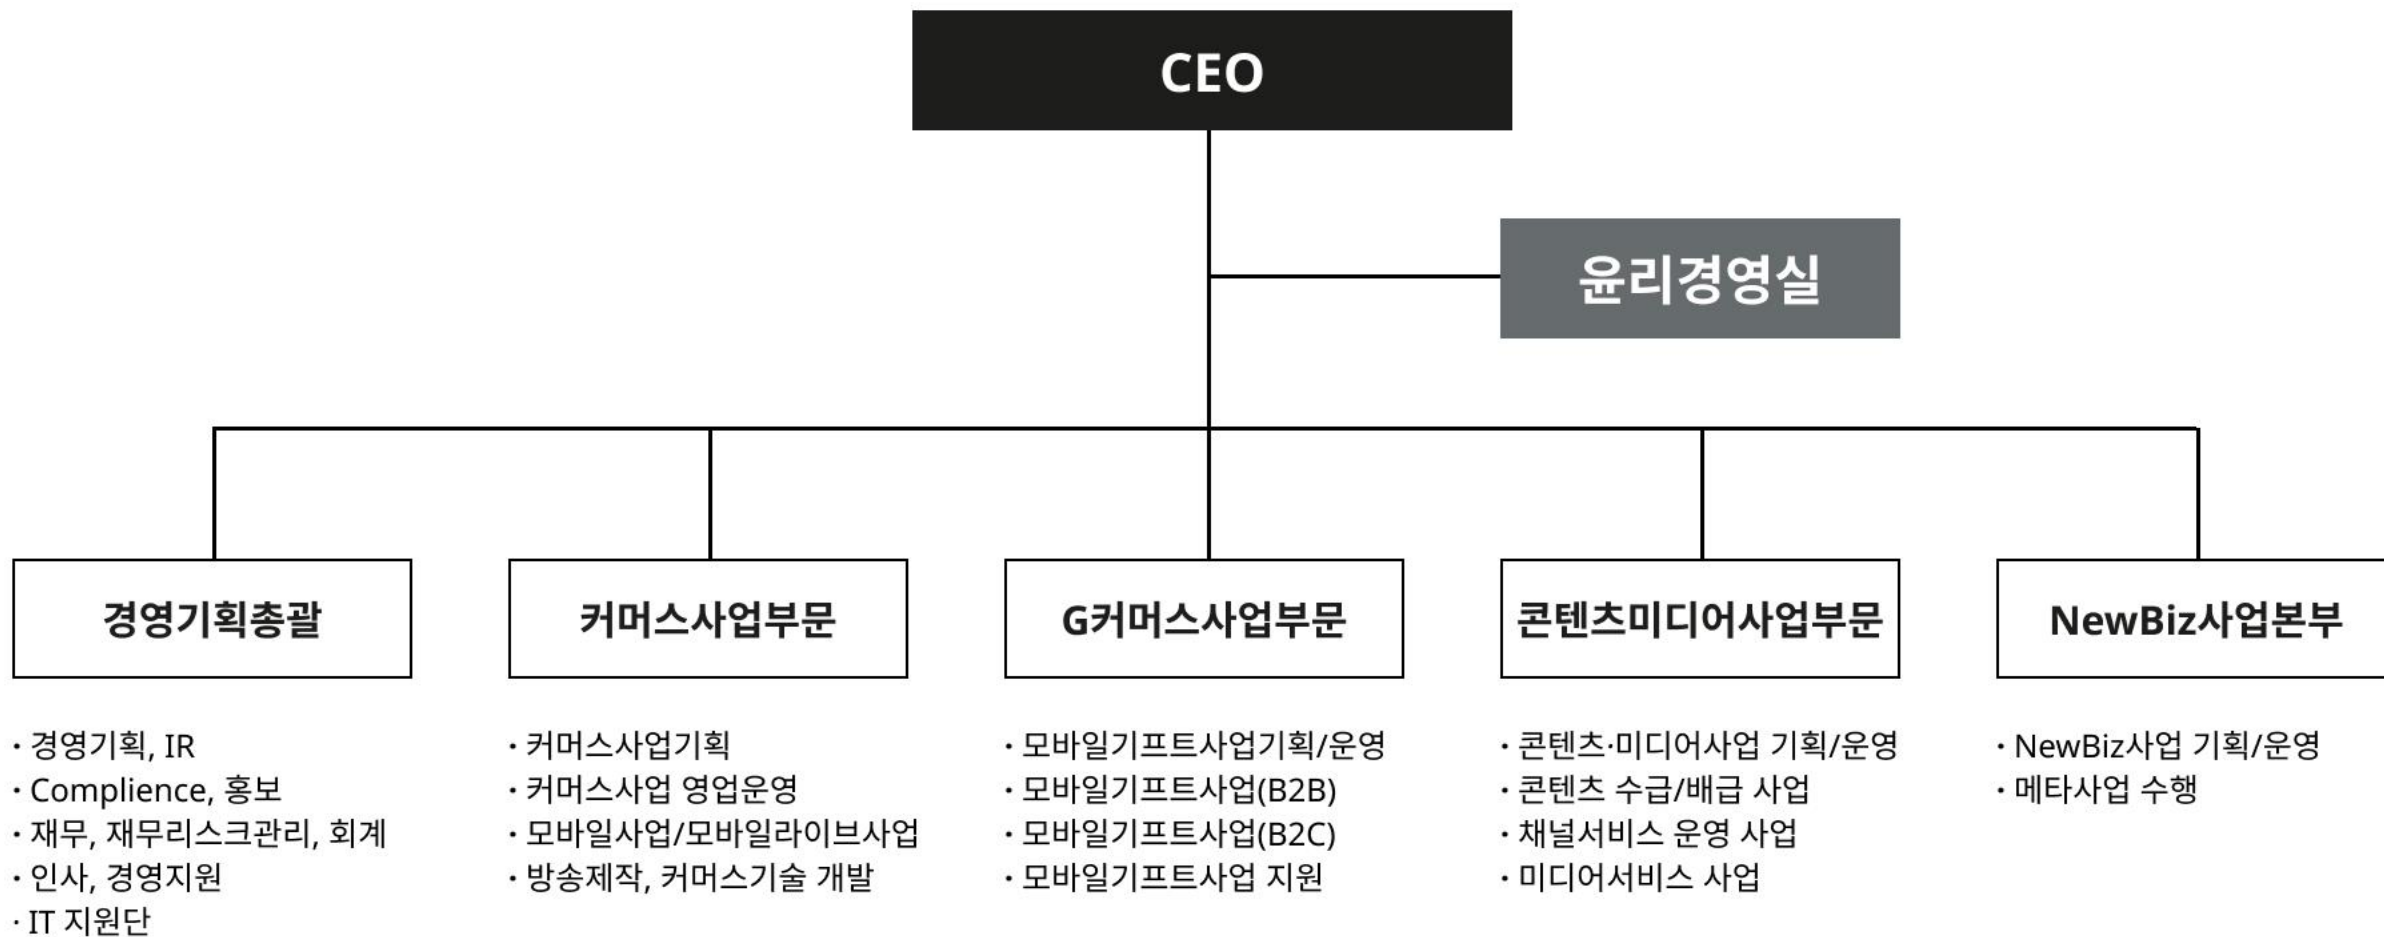 CEO
윤리경영실
경영기획총괄
· 경영기획, IR
· Complience, 홍보
· 재무, 재무리스크관리, 회계
· 인사, 경영지원
· IT 지원단
커머스사업부문
· 커머스사업기획
· 커머스사업 영업운영
· 모바일사업/모바일라이브사업
· 방송제작, 커머스기술 개발
G커머스사업부문
· 모바일기프트사업기획/운영
· 모바일기프트사업(B2B)
· 모바일기프트사업(B2C)
· 모바일기프트사업 지원
콘텐츠미디어사업부문
· 콘텐츠·미디어사업 기획/운영
· 콘텐츠 수급/배급 사업
· 채널서비스 운영 사업
· 미디어서비스 사업
NewBiz사업본부
· NewBiz사업 기획/운영
· 메타사업 수행